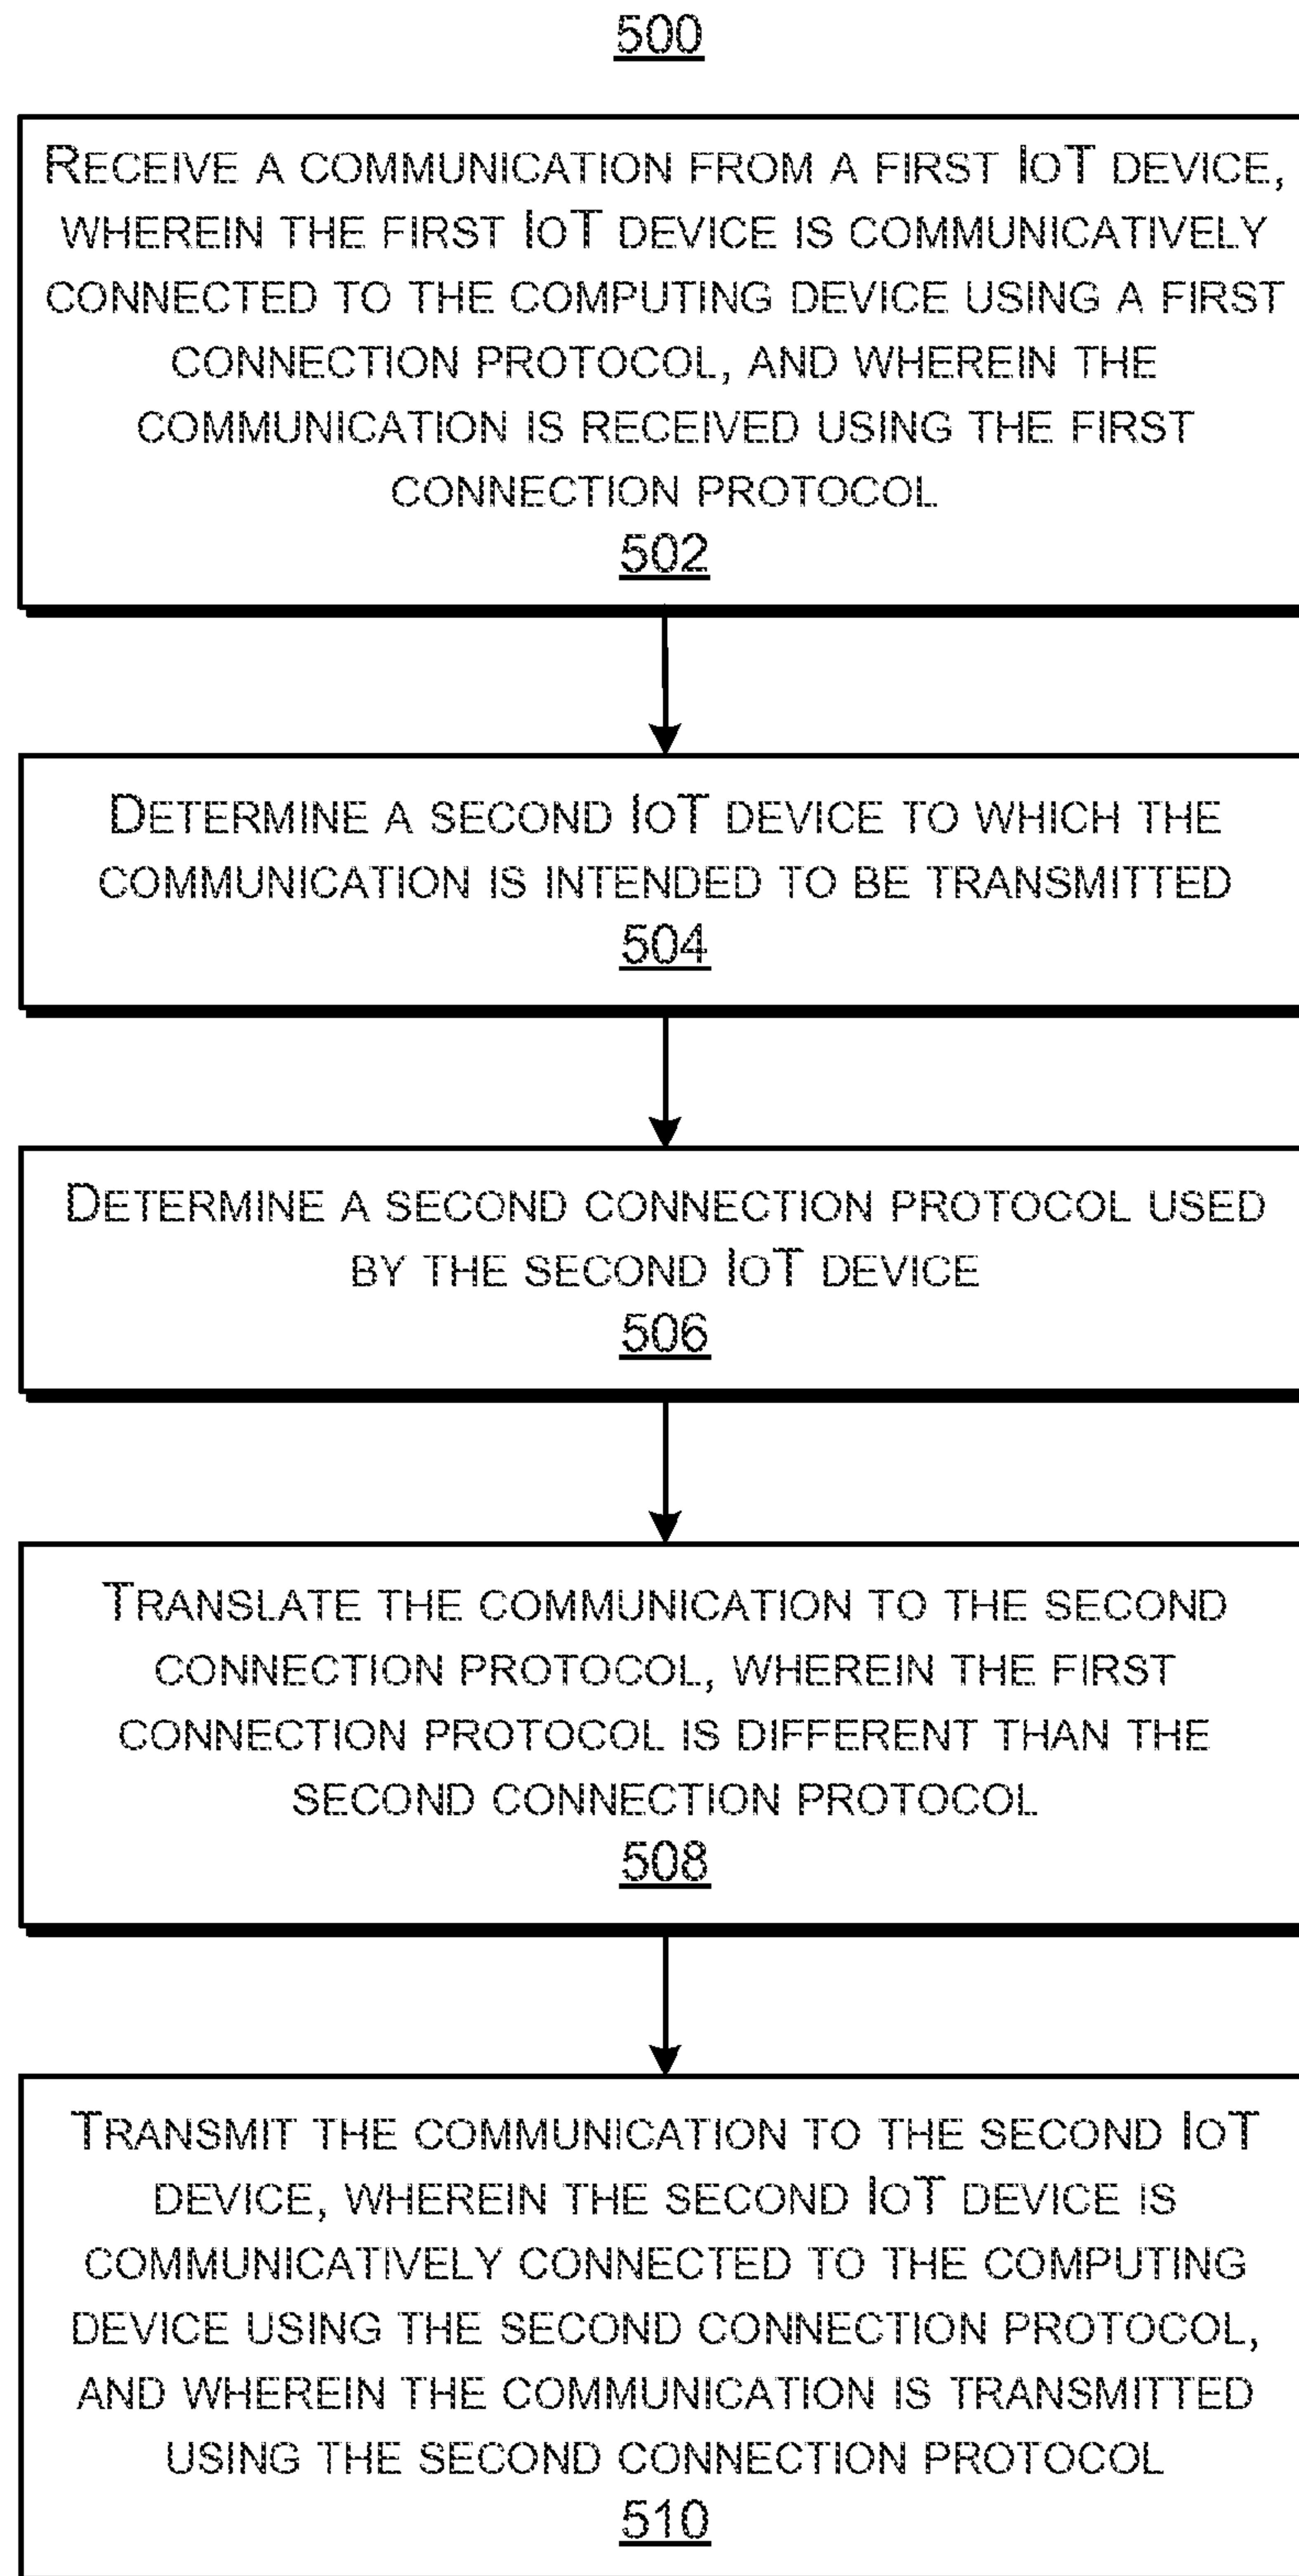 500
RECEIVE A COMMUNICATION FROM A FIRST IOT DEVICE,
WHEREIN THE FIRST IOT DEVICE IS COMMUNICATIVELY
CONNECTED TO THE COMPUTING DEVICE USING A FIRST
CONNECTION PROTOCOL, AND WHEREIN THE
COMMUNICATION IS RECEIVED USING THE FIRST
CONNECTION PROTOCOL
502
DETERMINE A SECOND IOT DEVICE TO WHICH THE
COMMUNICATION IS INTENDED TO BE TRANSMITTED
504
DETERMINE A SECOND CONNECTION PROTOCOL USED
BY THE SECOND IOT DEVICE
506
TRANSLATE THE COMMUNICATION TO THE SECOND
CONNECTION PROTOCOL, WHEREIN THE FIRST
CONNECTION PROTOCOL IS DIFFERENT THAN THE
SECOND CONNECTION PROTOCOL
508
TRANSMIT THE COMMUNICATION TO THE SECOND IOT
DEVICE, WHEREIN THE SECOND IOT DEVICE IS
COMMUNICATIVELY CONNECTED TO THE COMPUTING
DEVICE USING THE SECOND CONNECTION PROTOCOL,
AND WHEREIN THE COMMUNICATION IS TRANSMITTED
USING THE SECOND CONNECTION PROTOCOL
510